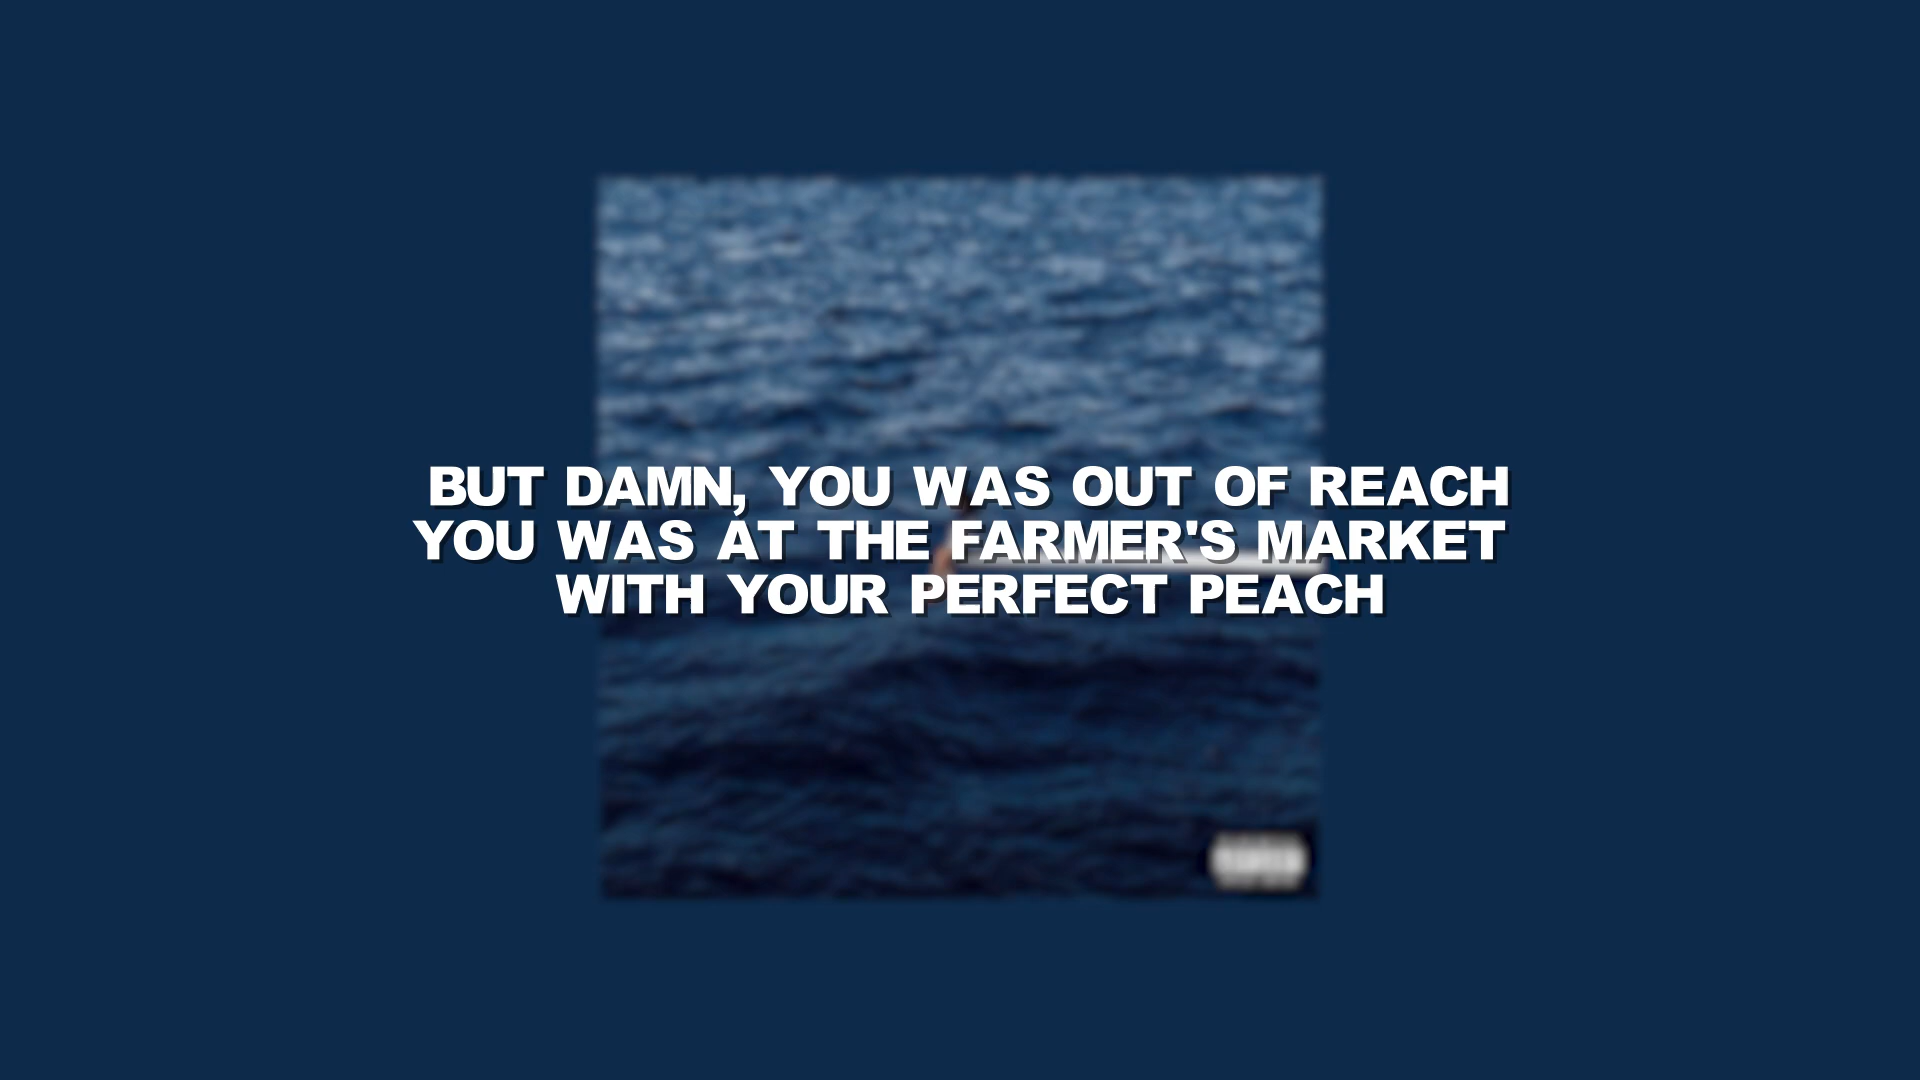 BUT DAMN, YOU WAS OUT OF REACH
YOU WAS AT THE FARMER'S MARKET
WITH YOUR PERFECT PEACH